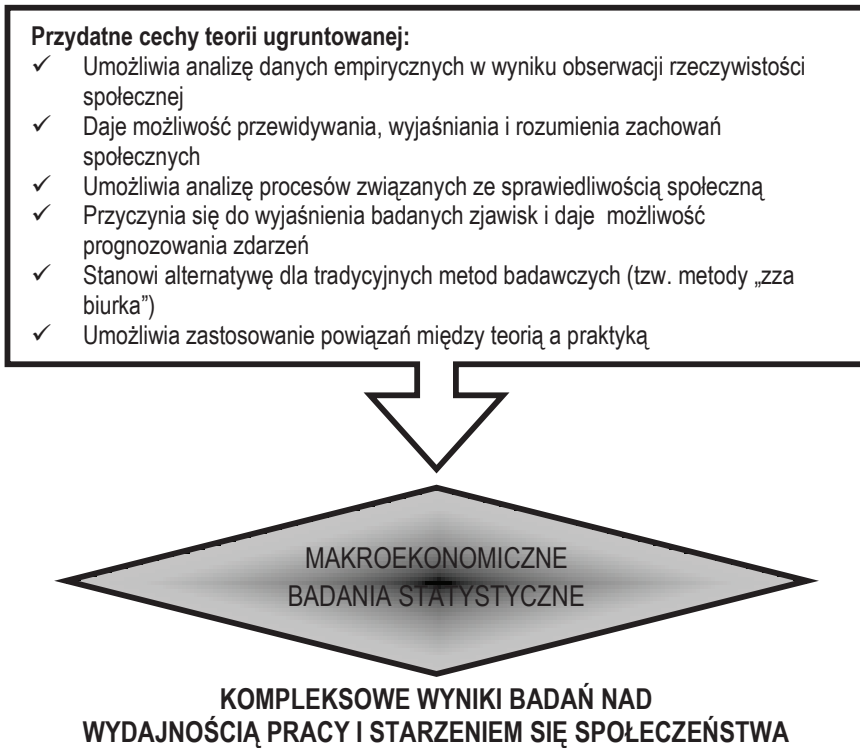 Przydatne cechy teorii ugruntowanej:
✓ Umożliwia analizę danych empirycznych w wyniku obserwacji rzeczywistości
społecznej
✓ Daje możliwość przewidywania, wyjaśniania i rozumienia zachowań
społecznych
✓ Umożliwia analizę procesów związanych ze sprawiedliwością społeczną
✓ Przyczynia się do wyjaśnienia badanych zjawisk i daje możliwość
prognozowania zdarzeń
✓ Stanowi alternatywę dla tradycyjnych metod badawczych (tzw. metody „zza
biurka”)
✓ Umożliwia zastosowanie powiązań między teorią a praktyką
MAKROEKONOMICZNE
BADANIA STATYSTYCZNE
KOMPLEKSOWE WYNIKI BADAŃ NAD
WYDAJNOŚCIĄ PRACY I STARZENIEM SIĘ SPOŁECZEŃSTWA